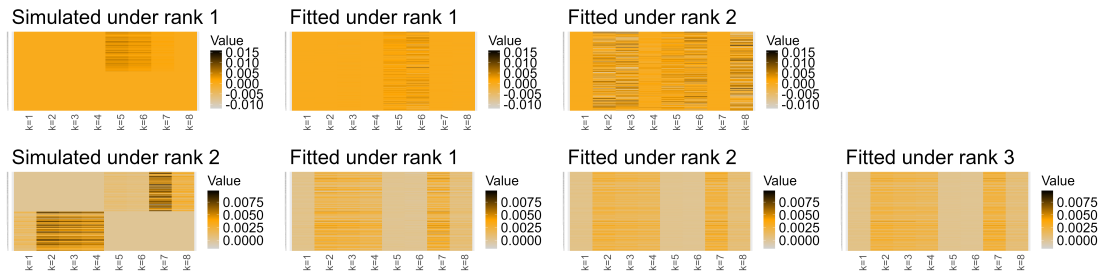 Simulated under rank 1
Value
0.015
0.010
0.005
0.000
-0.005
-0.010
k=1
k=2
k=3
k=4
k=5
k=6
k=7
k=8
Fitted under rank 1
Value
0.015
0.010
0.005
0.000
-0.005
-0.010
k=1
k=2
k=3
k=4
k=5
k=6
k=7
k=8
Fitted under rank 2
Value
0.015
0.010
0.005
0.000
-0.005
-0.010
k=1
k=2
k=3
k=4
k=5
k=6
k=7
k=8
Simulated under rank 2
Value
0.0075
0.0050
0.0025
0.0000
k=1
k=2
k=3
k=4
k=5
k=6
k=7
k=8
Fitted under rank 1
Value
0.0075
0.0050
0.0025
0.0000
k=1
k=2
k=3
k=4
k=5
k=6
k=7
k=8
Fitted under rank 2
Value
0.0075
0.0050
0.0025
0.0000
k=1
k=2
k=3
k=4
k=5
k=6
k=7
k=8
Fitted under rank 3
Value
0.0075
0.0050
0.0025
0.0000
k=1
k=2
k=3
k=4
k=5
k=6
k=7
k=8